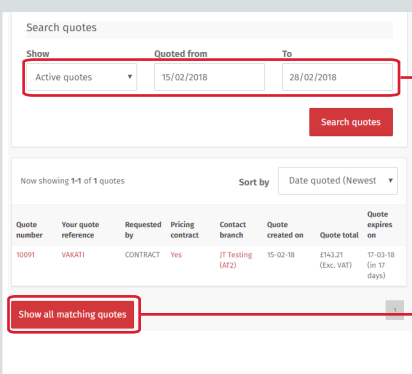 Search quotes
Show Quoted from To
Active quotes 15/02/2018 28/02/2018
Search quotes
Now showing 1-1 of 1 quotes Sort by Date quoted (Newest
Quote number Your quote reference Requested by Pricing contract Contact branch Quote created on Quote total Quote expires on
10091 VAKATI CONTRACT Yes JT Testing (AT2) 15-02-18 £143.21 (Exc. VAT) 17-03-18 (in 17 days)
Show all matching quotes 1